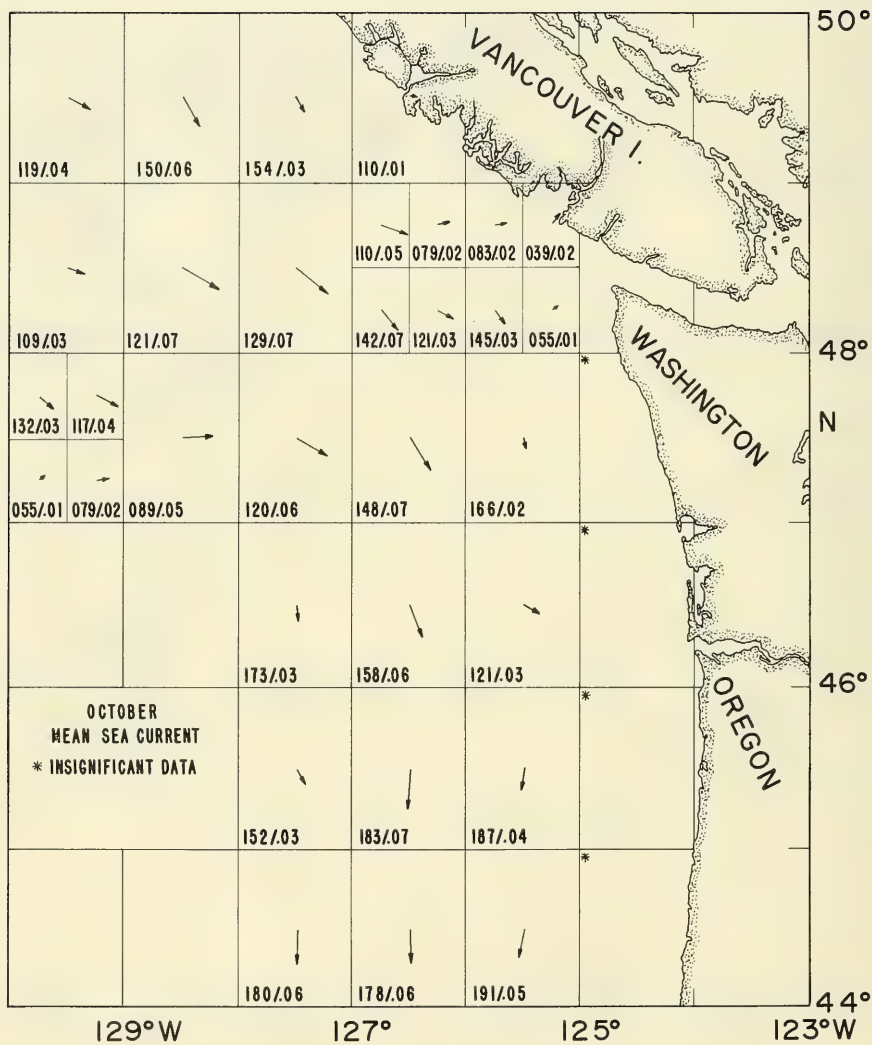 50°
VANCOUVER I.
119/.04 150/.06 154/.03 110/.01
110/.05 079/.02 083/.02 039/.02
109/.03 121/.07 129/.07 142/.07 121/.03 145/.03 055/.01
48°
*
WASHINGTON
132/.03 117/.04
N
055/.01 079/.02 089/.05 120/.06 148/.07 166/.02
*
173/.03 158/.06 121/.03
46°
*
OREGON
OCTOBER
MEAN SEA CURRENT
* INSIGNIFICANT DATA
152/.03 183/.07 187/.04
*
180/.06 178/.06 191/.05
44°
129°W 127° 125° 123°W